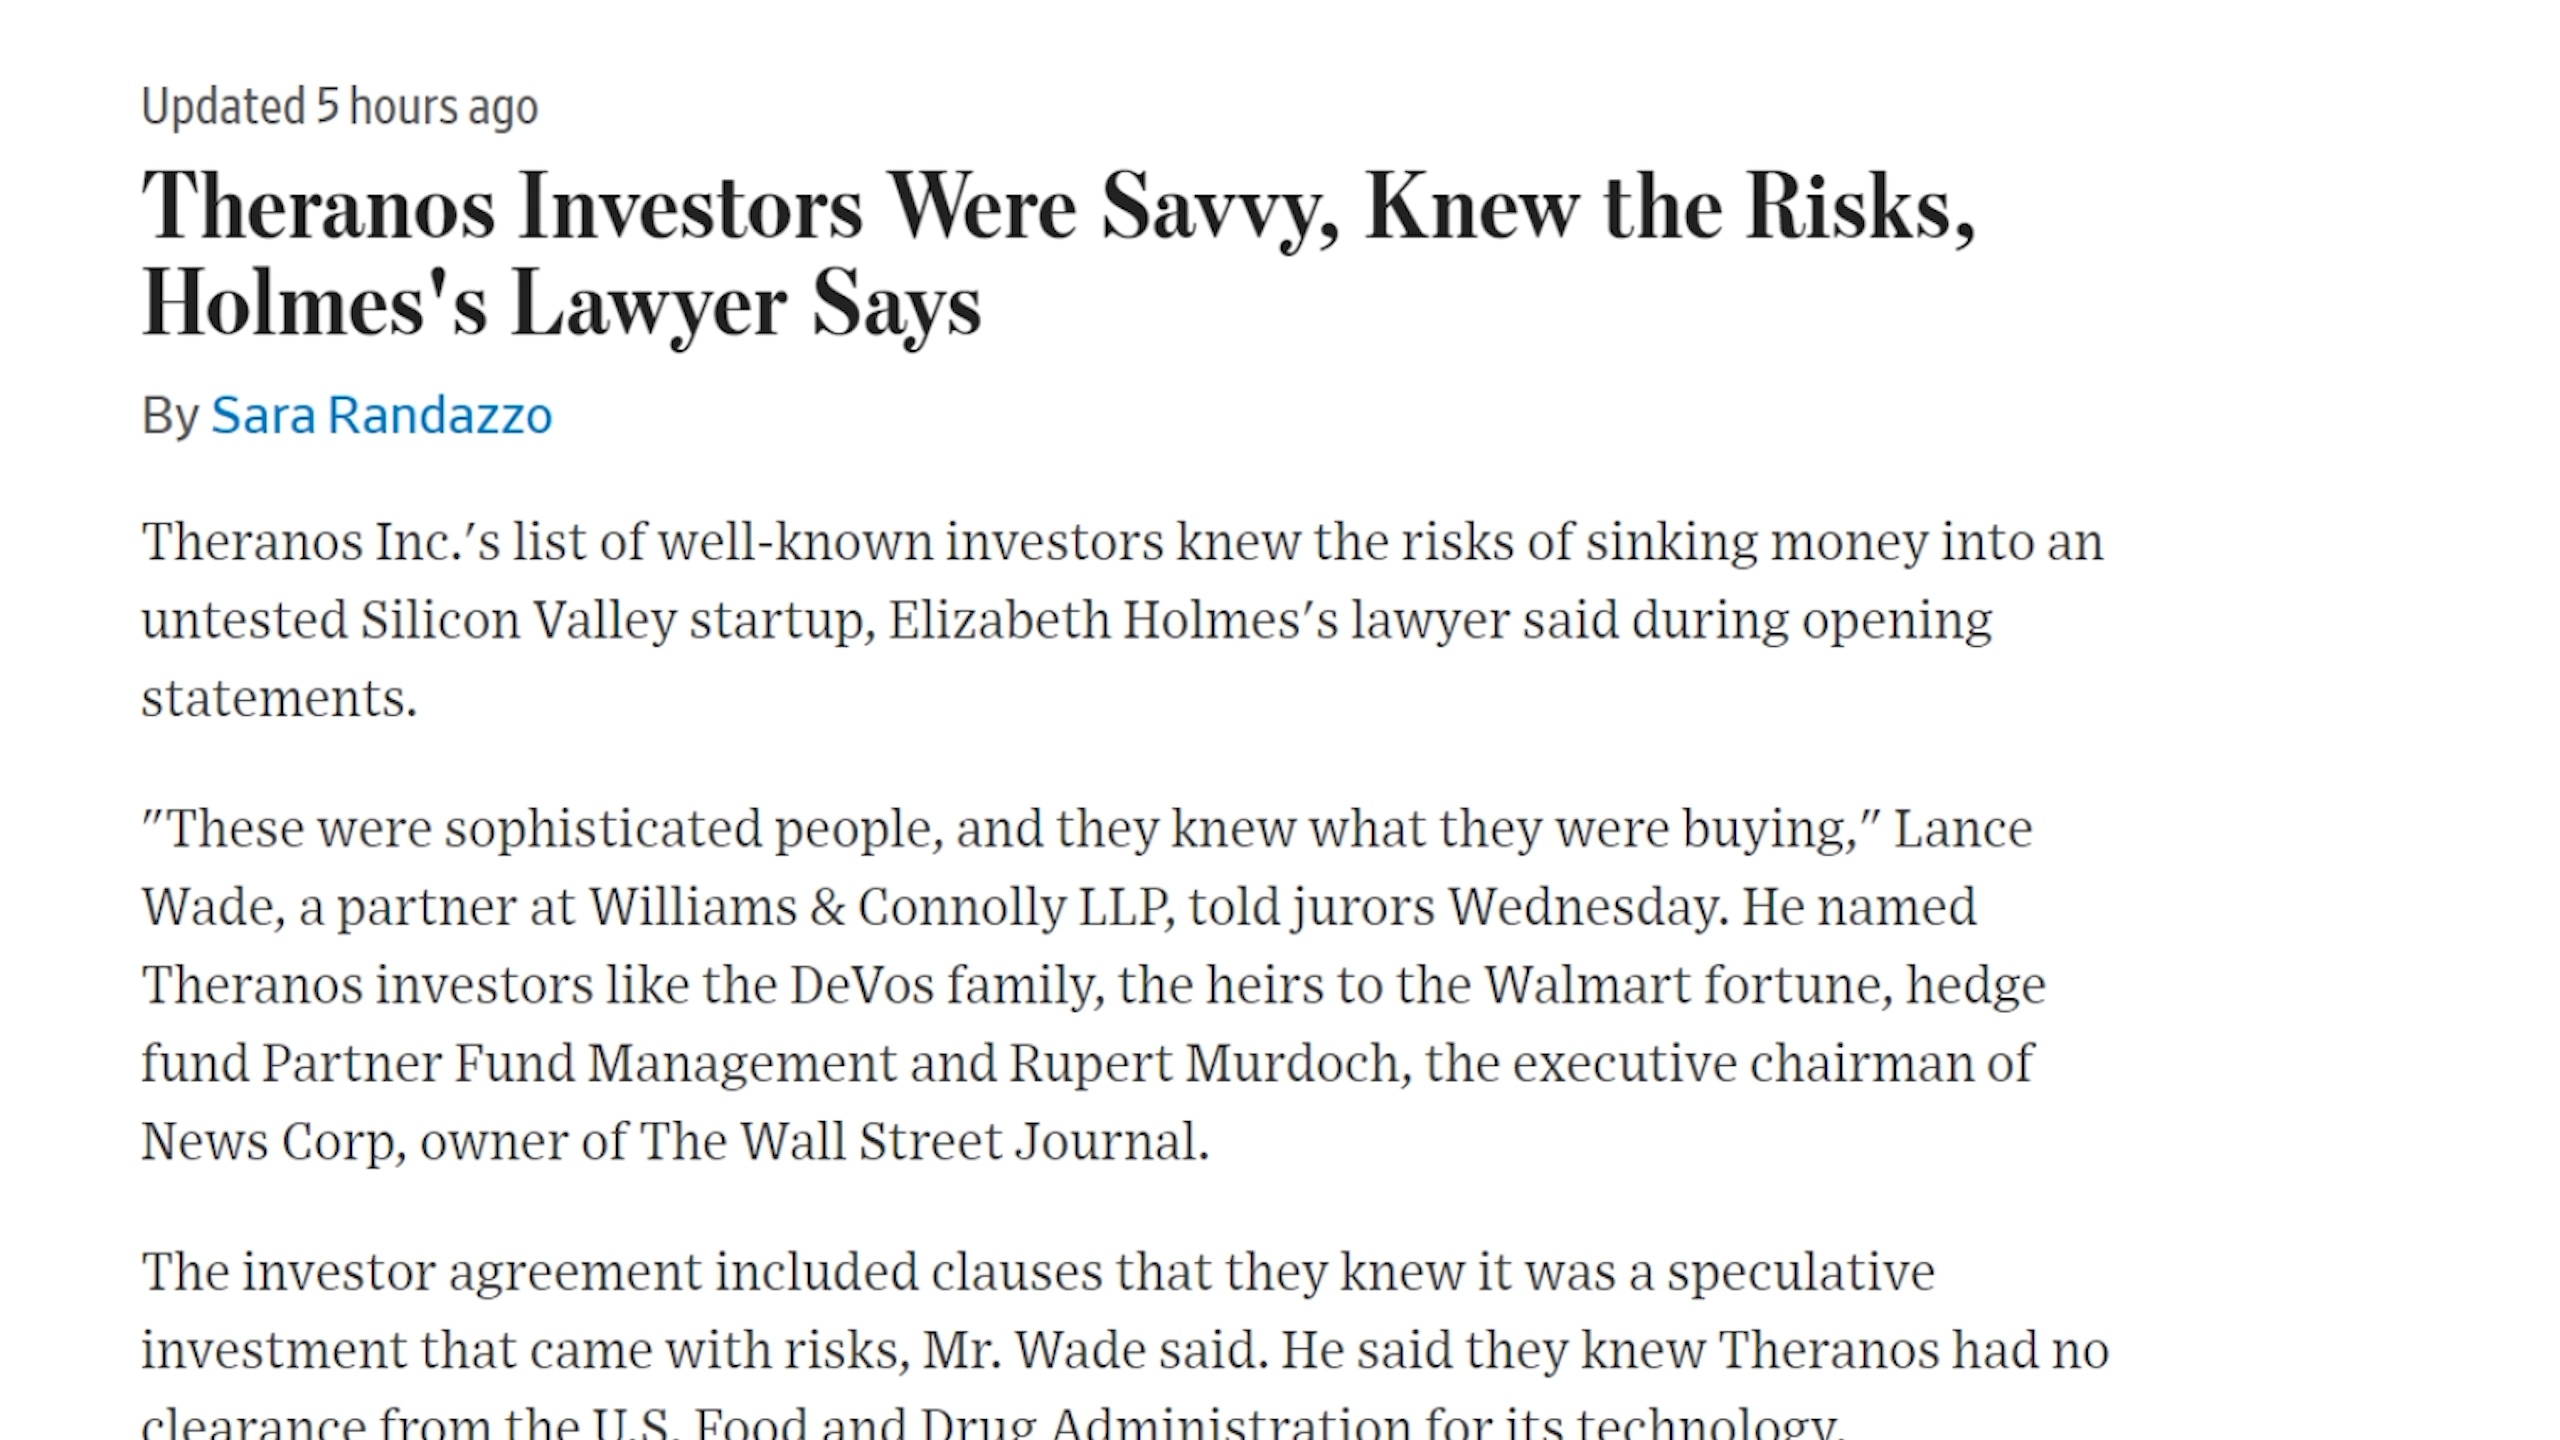 Updated 5 hours ago
Theranos Investors Were Savvy, Knew the Risks,
Holmes's Lawyer Says
By Sara Randazzo
Theranos Inc.′s list of well-known investors knew the risks of sinking money into an
untested Silicon Valley startup, Elizabeth Holmes′s lawyer said during opening
statements.
″These were sophisticated people, and they knew what they were buying,″ Lance
Wade, a partner at Williams & Connolly LLP, told jurors Wednesday. He named
Theranos investors like the DeVos family, the heirs to the Walmart fortune, hedge
fund Partner Fund Management and Rupert Murdoch, the executive chairman of
News Corp, owner of The Wall Street Journal.
The investor agreement included clauses that they knew it was a speculative
investment that came with risks, Mr. Wade said. He said they knew Theranos had no
clearance from the U.S. Food and Drug Administration for its technology.